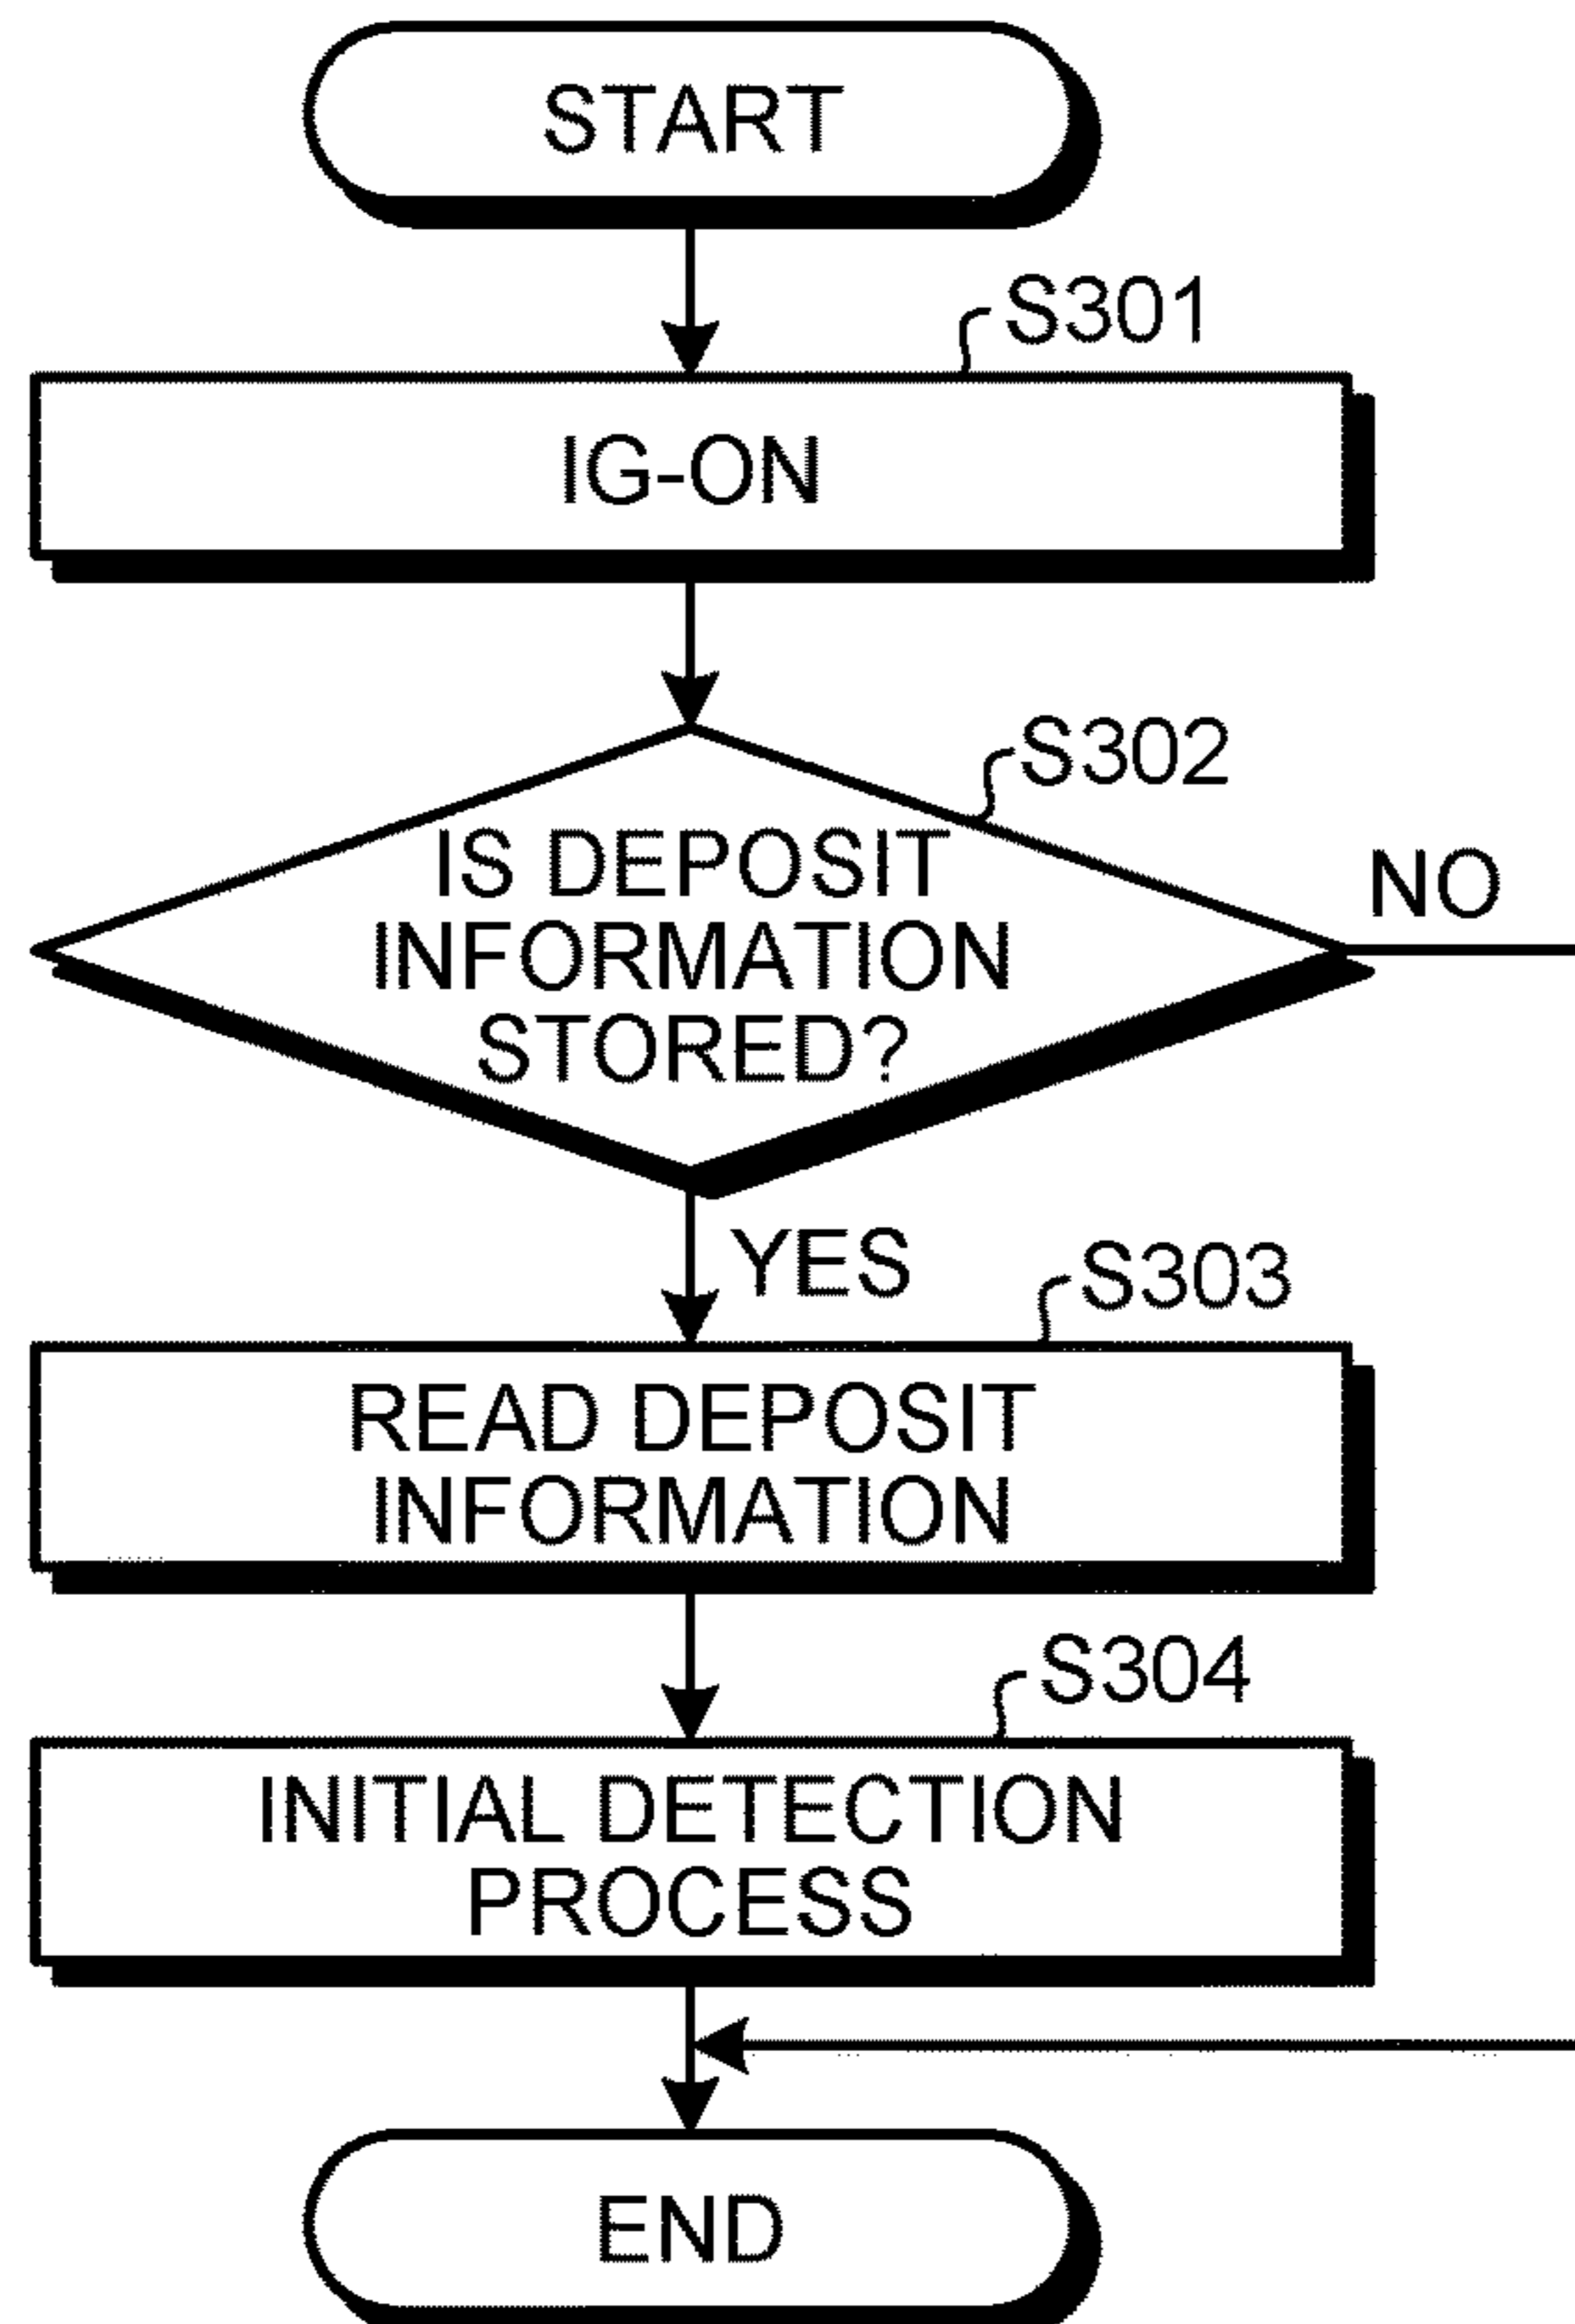 START
S301
IG-ON
S302
IS DEPOSIT
NO
INFORMATION
STORED?
YES
S303
READ DEPOSIT
INFORMATION
S304
INITIAL DETECTION
PROCESS
END